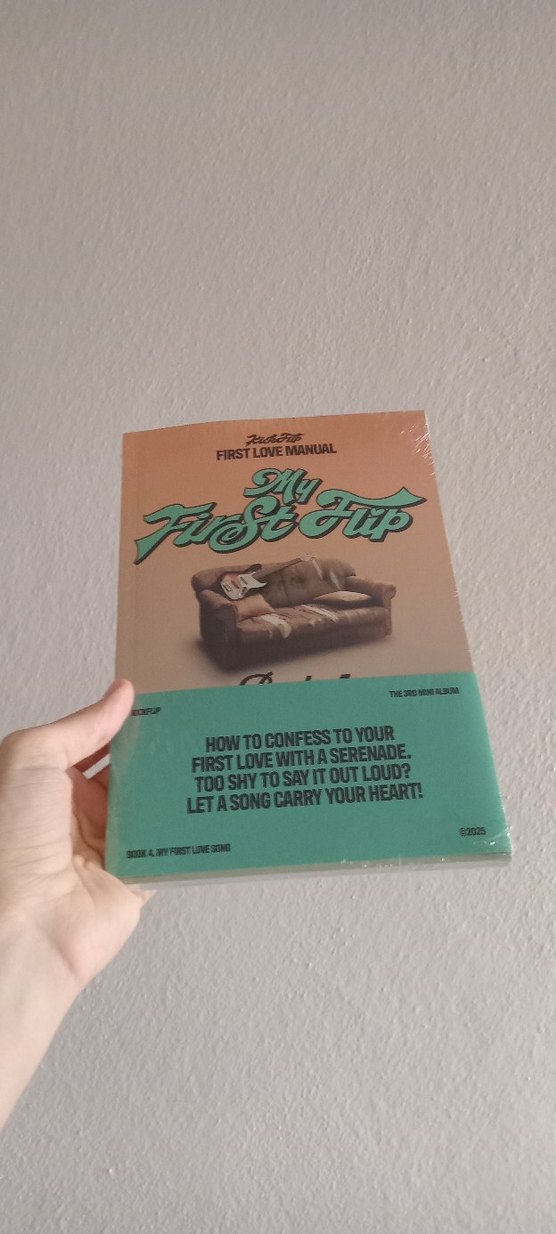 KickFlip
FIRST LOVE MANUAL
My
First Flip
KICKFLIP
THE 3RD MINI ALBUM
HOW TO CONFESS TO YOUR
FIRST LOVE WITH A SERENADE.
TOO SHY TO SAY IT OUT LOUD?
LET A SONG CARRY YOUR HEART!
©2025
BOOK 4. MY FIRST LOVE SONG